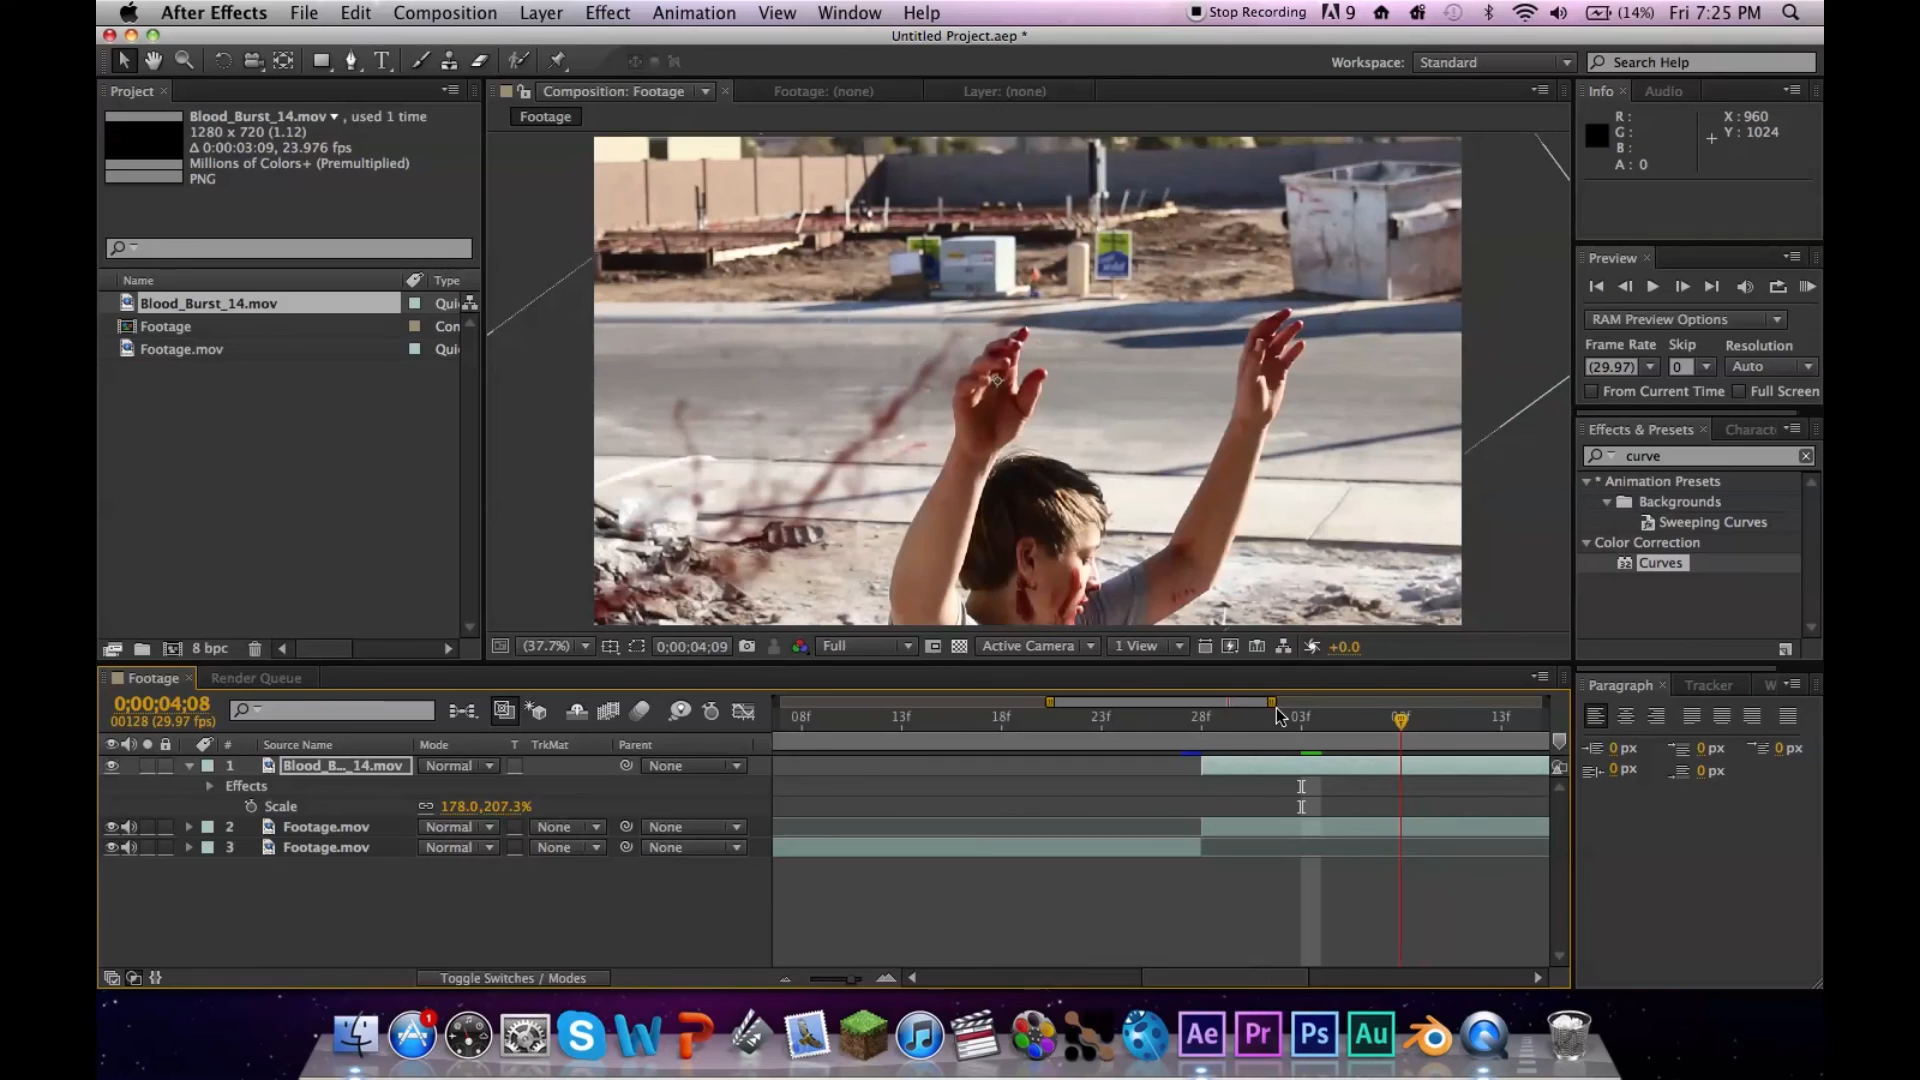 After Effects File Edit Composition Layer Effect Animation View Window Help Stop Recording 9 (14%) Fri 7:25 PM
Untitled Project.aep *
Workspace: Standard Search Help
Project Composition: Footage Footage: (none) Layer: (none) Info Audio
Footage
Blood_Burst_14.mov , used 1 time
1280 x 720 (1.12)
Δ 0:00:03:09, 23.976 fps
Millions of Colors+ (Premultiplied)
PNG
R :
G :
B :
A : 0
X : 960
Y : 1024
Name Type
Blood_Burst_14.mov Qui
Footage Con
Footage.mov Qui
8 bpc
Preview
RAM Preview Options
Frame Rate Skip Resolution
(29.97) 0 Auto
From Current Time Full Screen
Effects & Presets Charact
curve
* Animation Presets
Backgrounds
Sweeping Curves
Color Correction
Curves
(37.7%) 0;00;04;09 Full Active Camera 1 View +0.0
Footage Render Queue
0;00;04;08
00128 (29.97 fps)
08f 13f 18f 23f 28f 03f 13f
# Source Name Mode T TrkMat Parent
1 Blood_B..._14.mov Normal None
Effects
Scale 178.0,207.3%
2 Footage.mov Normal None None
3 Footage.mov Normal None None
Toggle Switches / Modes
Paragraph Tracker W
0 px 0 px 0 px
0 px 0 px
1
Ae Pr Ps Au